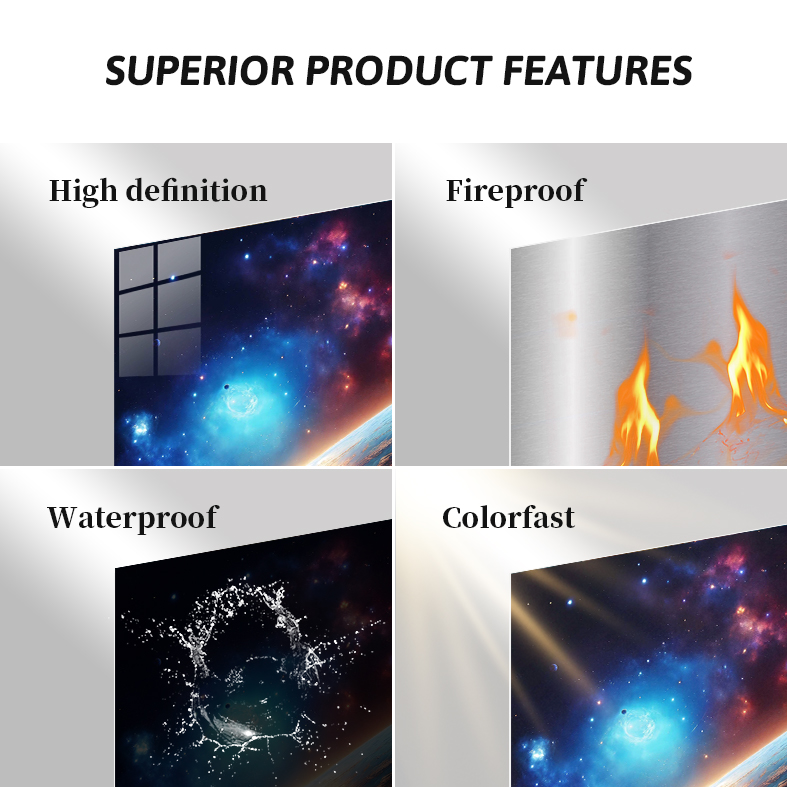 SUPERIOR PRODUCT FEATURES
High definition
Fireproof
Waterproof
Colorfast